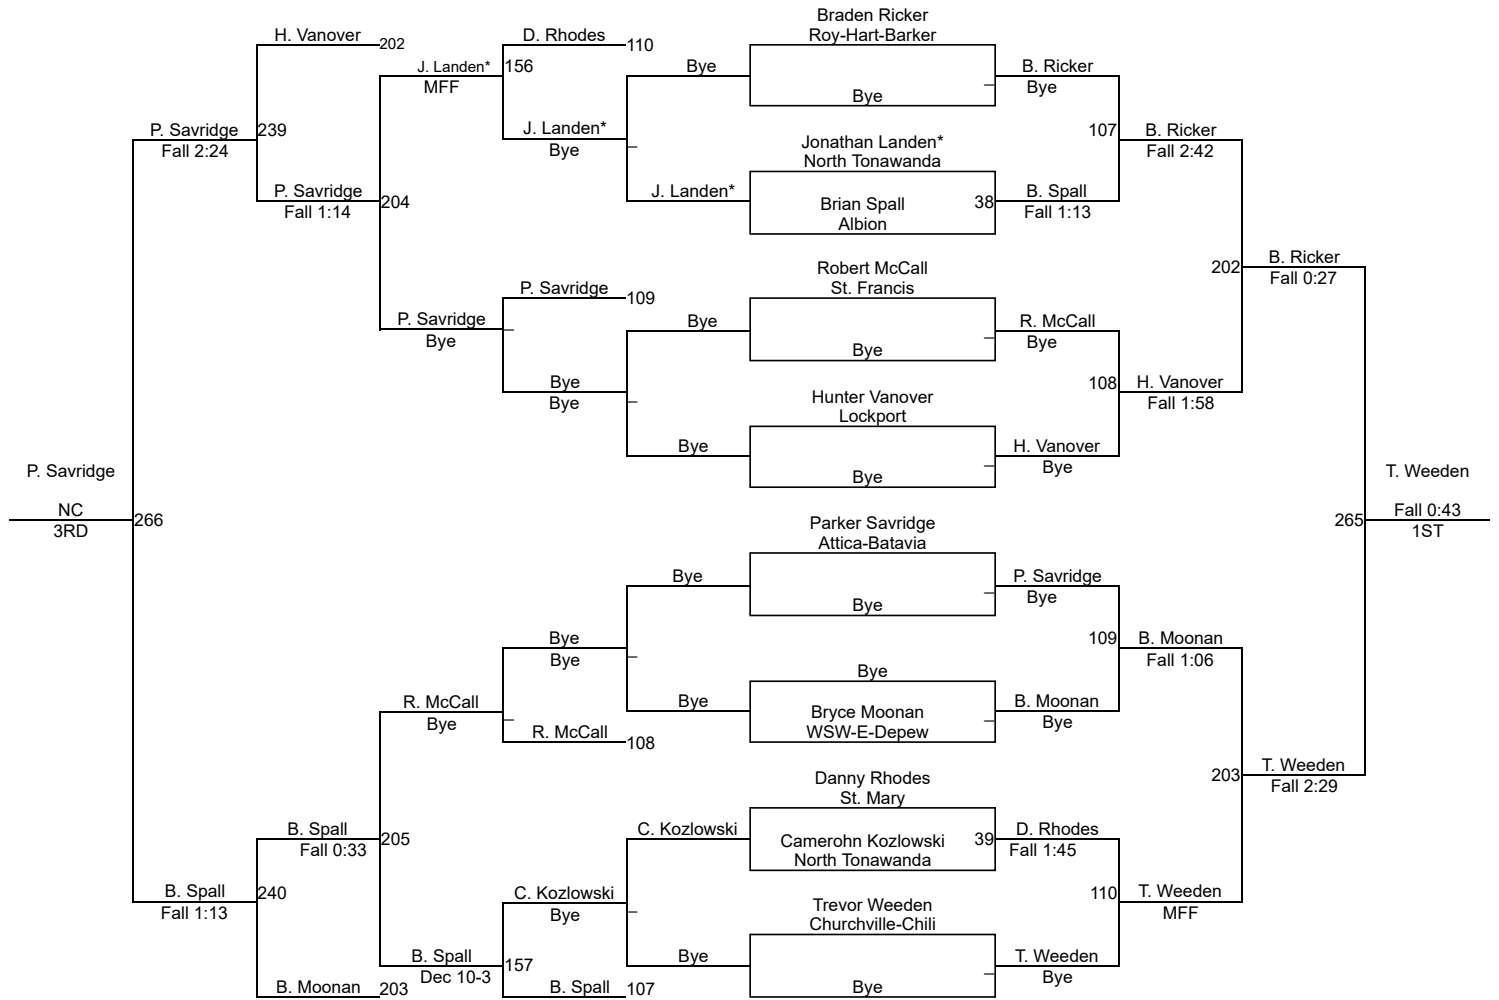 Braden Ricker
Roy-Hart-Barker
H. Vanover 202
D. Rhodes 110
J. Landen* 156
MFF
Bye
Bye
B. Ricker
Bye
P. Savridge 239
Fall 2:24
J. Landen*
Bye
Jonathan Landen*
North Tonawanda
107 B. Ricker
Fall 2:42
P. Savridge 204
Fall 1:14
J. Landen*
Brian Spall 38
Albion
B. Spall
Fall 1:13
Robert McCall
St. Francis
202 B. Ricker
Fall 0:27
P. Savridge 109
P. Savridge
Bye
Bye
Bye
R. McCall
Bye
Bye
Bye
Hunter Vanover
Lockport
108 H. Vanover
Fall 1:58
Bye
Bye
H. Vanover
Bye
P. Savridge
NC 266
3RD
T. Weeden
265 Fall 0:43
1ST
Parker Savridge
Attica-Batavia
Bye
Bye
P. Savridge
Bye
Bye
Bye
109 B. Moonan
Fall 1:06
Bye
R. McCall
Bye
Bye
Bryce Moonan
WSW-E-Depew
B. Moonan
Bye
R. McCall 108
203 T. Weeden
Fall 2:29
Danny Rhodes
St. Mary
B. Spall 205
Fall 0:33
C. Kozlowski
Camerohn Kozlowski 39
North Tonawanda
D. Rhodes
Fall 1:45
B. Spall 240
Fall 1:13
C. Kozlowski
Bye
Trevor Weeden
Churchville-Chili
110 T. Weeden
MFF
B. Spall 157
Dec 10-3
Bye
Bye
T. Weeden
Bye
B. Moonan 203
B. Spall 107